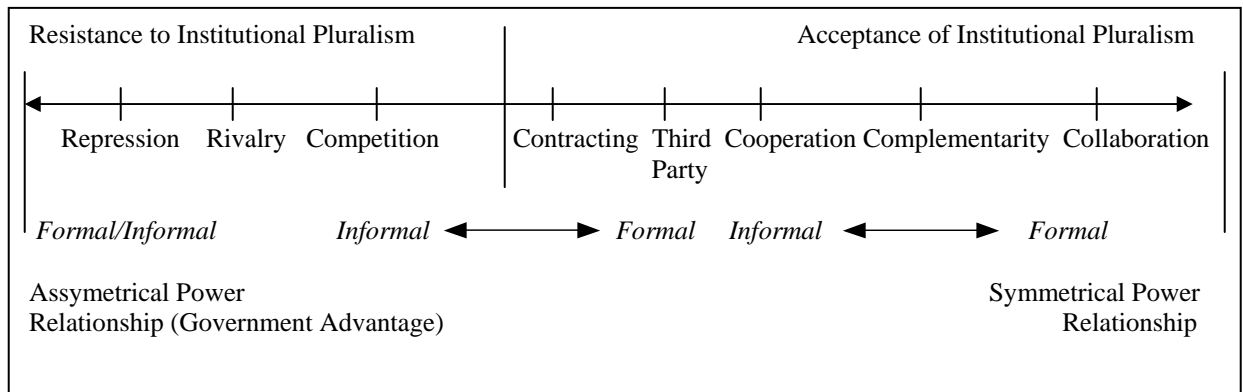 Resistance to Institutional Pluralism Acceptance of Institutional Pluralism
Repression Rivalry Competition Contracting Third Cooperation Complementarity Collaboration
Party
Formal/Informal Informal Formal Informal Formal
Assymetrical Power Symmetrical Power
Relationship (Government Advantage) Relationship